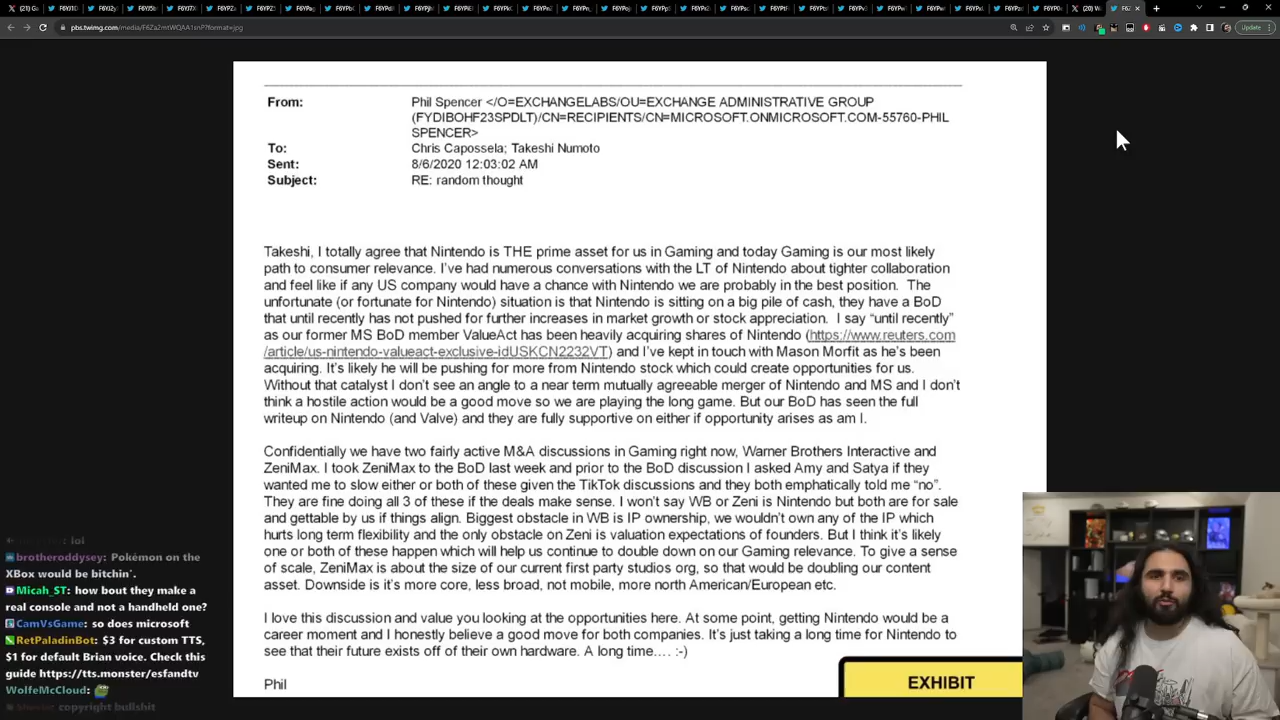 pbs.twimg.com/media/F6Za2mtWQAA1snP?format=jpg
Update
From: Phil Spencer </O=EXCHANGELABS/OU=EXCHANGE ADMINISTRATIVE GROUP
(FYDIBOHF23SPDLT)/CN=RECIPIENTS/CN=MICROSOFT.ONMICROSOFT.COM-55760-PHIL
SPENCER>
To: Chris Capossela; Takeshi Numoto
Sent: 8/6/2020 12:03:02 AM
Subject: RE: random thought
Takeshi, I totally agree that Nintendo is THE prime asset for us in Gaming and today Gaming is our most likely
path to consumer relevance. I've had numerous conversations with the LT of Nintendo about tighter collaboration
and feel like if any US company would have a chance with Nintendo we are probably in the best position. The
unfortunate (or fortunate for Nintendo) situation is that Nintendo is sitting on a big pile of cash, they have a BoD
that until recently has not pushed for further increases in market growth or stock appreciation. I say “until recently”
as our former MS BoD member ValueAct has been heavily acquiring shares of Nintendo (https://www.reuters.com
/article/us-nintendo-valueact-exclusive-idUSKCN2232VT) and I've kept in touch with Mason Morfit as he's been
acquiring. It's likely he will be pushing for more from Nintendo stock which could create opportunities for us.
Without that catalyst I don't see an angle to a near term mutually agreeable merger of Nintendo and MS and I don't
think a hostile action would be a good move so we are playing the long game. But our BoD has seen the full
writeup on Nintendo (and Valve) and they are fully supportive on either if opportunity arises as am I.
Confidentially we have two fairly active M&A discussions in Gaming right now, Warner Brothers Interactive and
ZeniMax. I took ZeniMax to the BoD last week and prior to the BoD discussion I asked Amy and Satya if they
wanted me to slow either or both of these given the TikTok discussions and they both emphatically told me “no”.
They are fine doing all 3 of these if the deals make sense. I won't say WB or Zeni is Nintendo but both are for sale
and gettable by us if things align. Biggest obstacle in WB is IP ownership, we wouldn't own any of the IP which
hurts long term flexibility and the only obstacle on Zeni is valuation expectations of founders. But I think it's likely
one or both of these happen which will help us continue to double down on our Gaming relevance. To give a sense
of scale, ZeniMax is about the size of our current first party studios org, so that would be doubling our content
asset. Downside is it's more core, less broad, not mobile, more north American/European etc.
I love this discussion and value you looking at the opportunities here. At some point, getting Nintendo would be a
career moment and I honestly believe a good move for both companies. It's just taking a long time for Nintendo to
see that their future exists off of their own hardware. A long time.... :-)
Phil
EXHIBIT
lol
brotheroddysey: Pokémon on the
XBox would be bitchin'.
Micah_ST: how bout they make a
real console and not a handheld one?
CamVsGame: so does microsoft
RetPaladinBot: $3 for custom TTS,
$1 for default Brian voice. Check this
guide https://tts.monster/esfandtv
WolfeMcCloud:
copyright bullshit